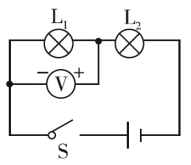 L₁ L₂
− V +
S